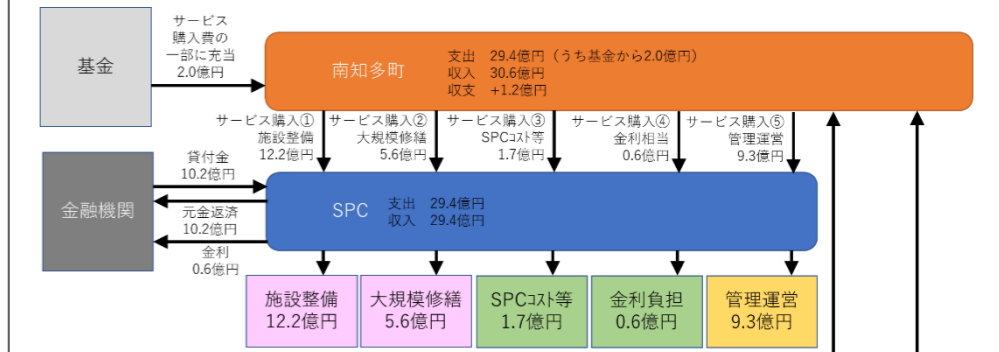 サービス
購入費の
一部に充当
2.0億円
基金
南知多町
支出 29.4億円（うち基金から2.0億円）
収入 30.6億円
収支 +1.2億円
サービス購入①
施設整備
12.2億円
サービス購入②
大規模修繕
5.6億円
サービス購入③
SPCｺｽﾄ等
1.7億円
サービス購入④
金利相当
0.6億円
サービス購入⑤
管理運営
9.3億円
金融機関
貸付金
10.2億円
元金返済
10.2億円
金利
0.6億円
SPC
支出 29.4億円
収入 29.4億円
施設整備
12.2億円
大規模修繕
5.6億円
SPCｺｽﾄ等
1.7億円
金利負担
0.6億円
管理運営
9.3億円